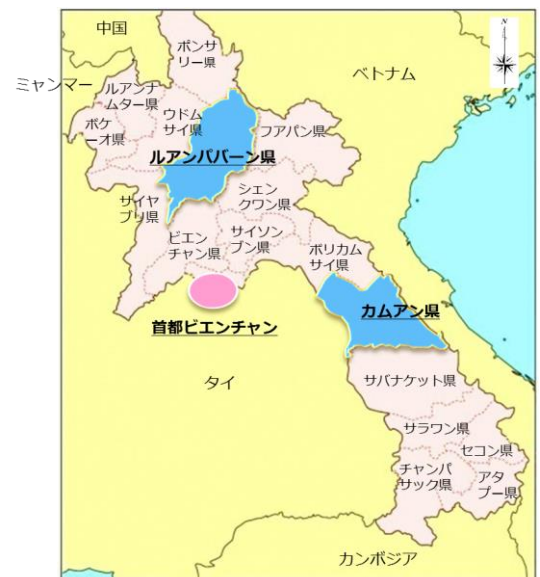 中国
N
ポンサ
リー県
ベトナム
ミャンマー
ルアンナ
ムター県
ウドム
サイ県
ボケ
ーオ県
フアパン県
ルアンパバーン県
シェン
クワン県
サイヤ
ブリ県
サイソン
ブン県
ビエン
チャン県
ボリカム
サイ県
カムアン県
首都ビエンチャン
タイ
サバナケット県
サラワン県
セコン県
チャンパ
サック県
アタ
プー県
カンボジア